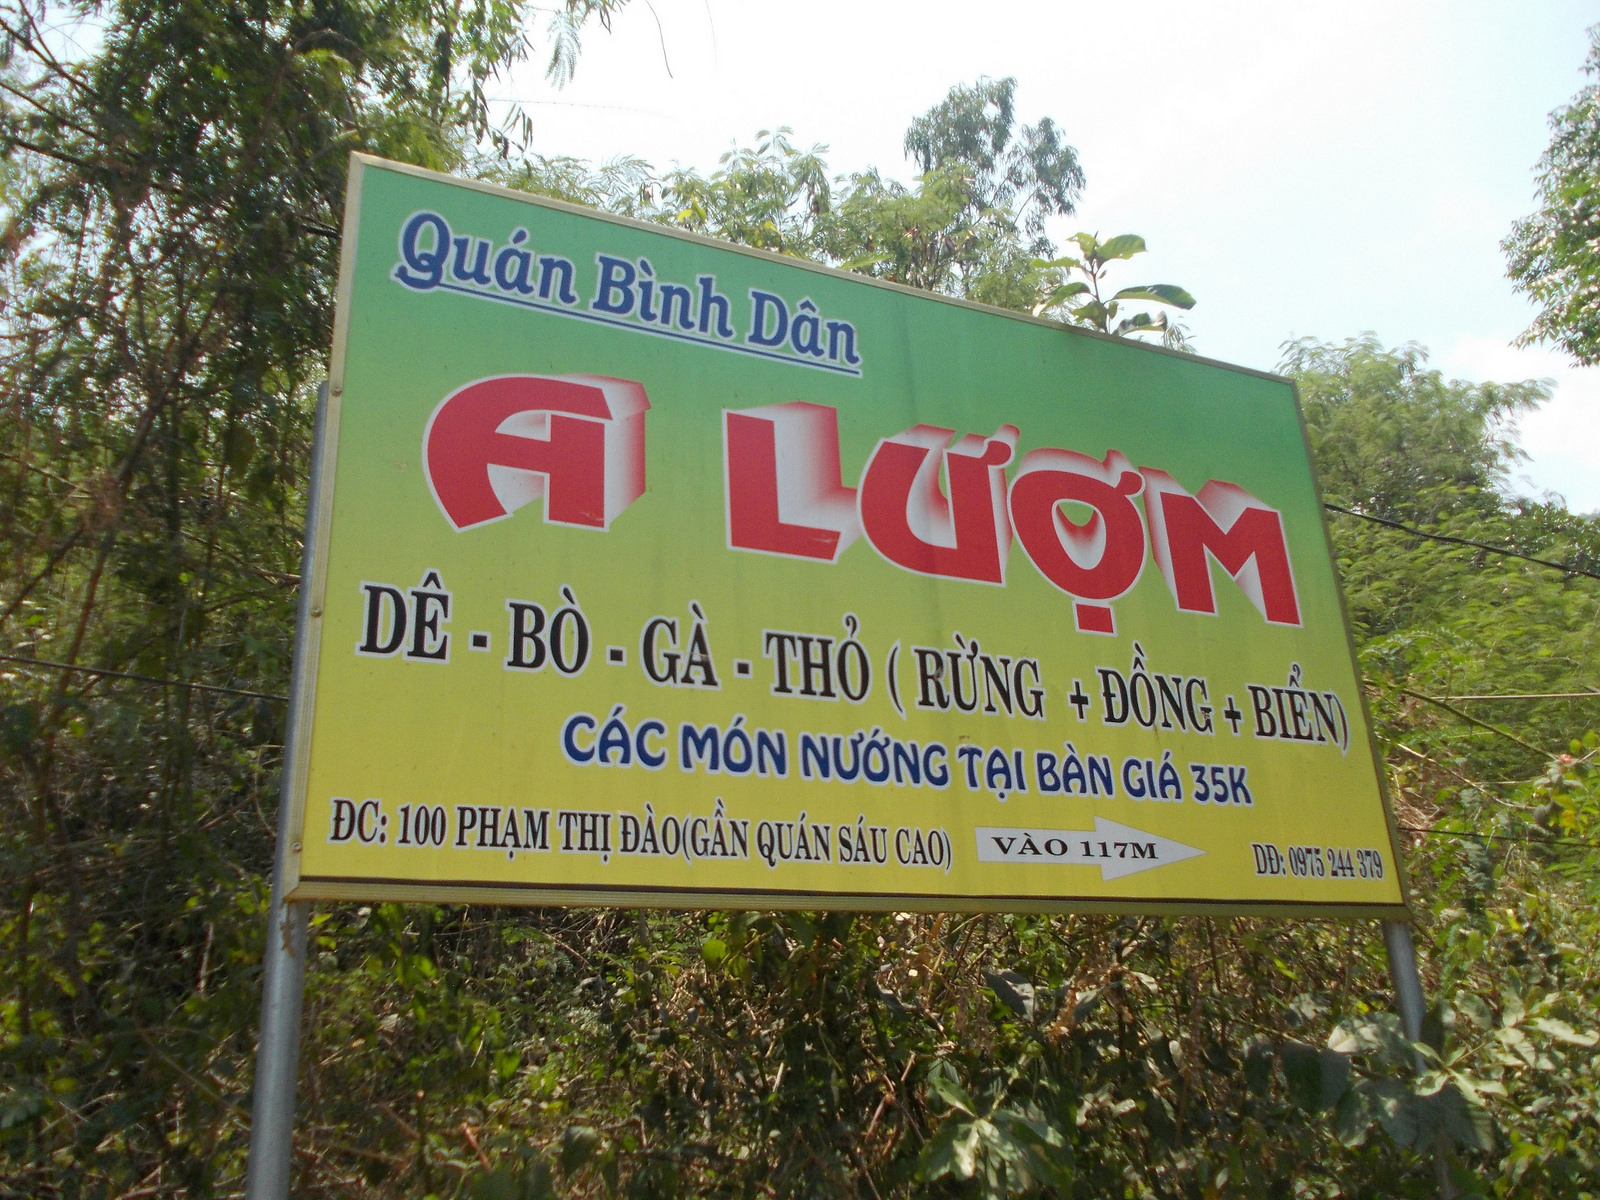 Quán Bình Dân
A LƯỢM
DÊ - BÒ - GÀ - THỎ ( RỪNG + ĐỒNG + BIỂN)
CÁC MÓN NƯỚNG TẠI BÀN GIÁ 35K
ĐC: 100 PHẠM THỊ ĐÀO(GẦN QUÁN SÁU CAO) VÀO 117M DĐ: 0975 244 379